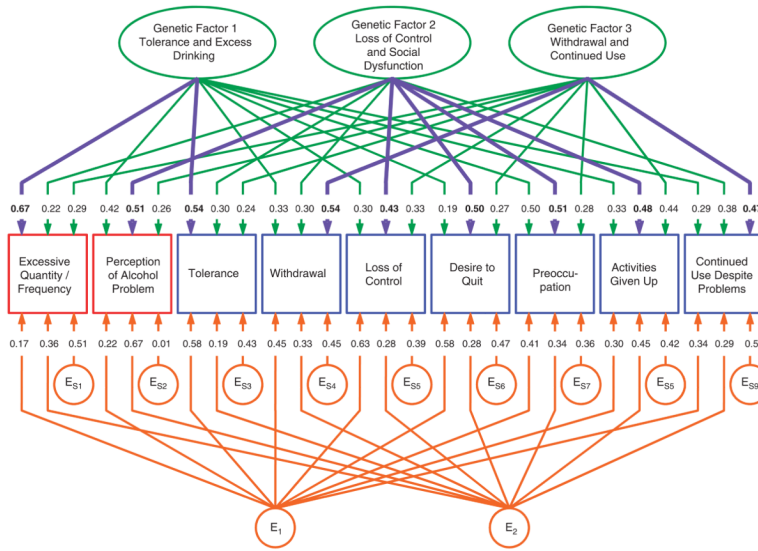 Genetic Factor 1
Tolerance and Excess
Drinking
Genetic Factor 2
Loss of Control
and Social
Dysfunction
Genetic Factor 3
Withdrawal and
Continued Use
0.67 0.22 0.29 0.42 0.51 0.26 0.54 0.30 0.24 0.33 0.30 0.54 0.30 0.43 0.33 0.19 0.50 0.27 0.50 0.51 0.28 0.33 0.48 0.44 0.29 0.38 0.47
Excessive
Quantity /
Frequency
Perception
of Alcohol
Problem
Tolerance
Withdrawal
Loss of
Control
Desire to
Quit
Preoccu-
pation
Activities
Given Up
Continued
Use Despite
Problems
0.17 0.36 0.51 0.22 0.67 0.01 0.58 0.19 0.43 0.45 0.33 0.45 0.63 0.28 0.39 0.58 0.28 0.47 0.41 0.34 0.36 0.30 0.45 0.42 0.34 0.29 0.5
ES1 ES2 ES3 ES4 ES5 ES6 ES7 ES5 ES9
E1 E2